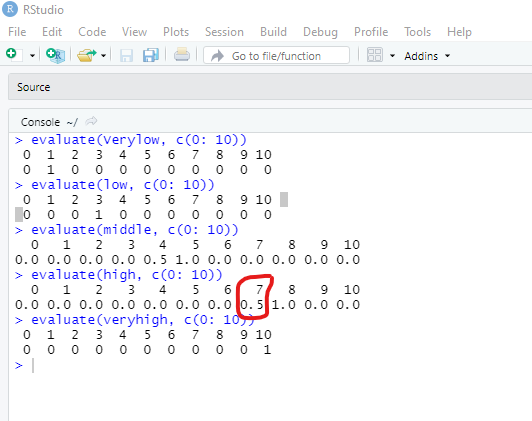 RStudio
File Edit Code View Plots Session Build Debug Profile Tools Help
Go to file/function Addins
Source
Console ~/
> evaluate(verylow, c(0: 10))
0 1 2 3 4 5 6 7 8 9 10
0 1 0 0 0 0 0 0 0 0 0
> evaluate(low, c(0: 10))
0 1 2 3 4 5 6 7 8 9 10
0 0 0 1 0 0 0 0 0 0 0
> evaluate(middle, c(0: 10))
0 1 2 3 4 5 6 7 8 9 10
0.0 0.0 0.0 0.0 0.5 1.0 0.0 0.0 0.0 0.0 0.0
> evaluate(high, c(0: 10))
0 1 2 3 4 5 6 7 8 9 10
0.0 0.0 0.0 0.0 0.0 0.0 0.0 0.5 1.0 0.0 0.0
> evaluate(veryhigh, c(0: 10))
0 1 2 3 4 5 6 7 8 9 10
0 0 0 0 0 0 0 0 0 0 1
>